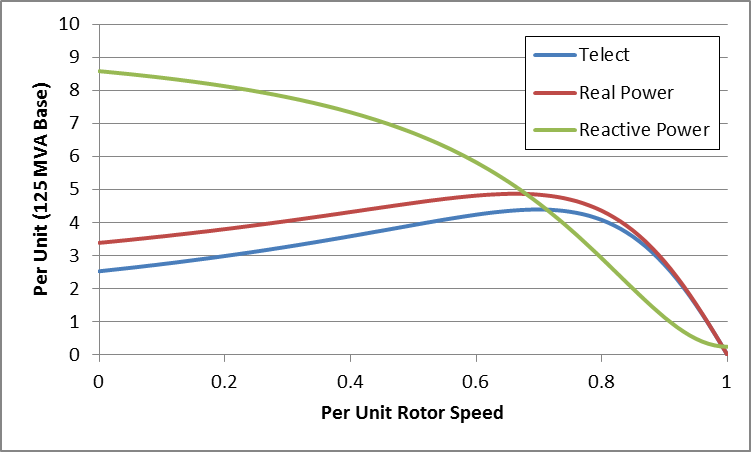 10
9
8
7
6
5
4
3
2
1
0
Per Unit (125 MVA Base)
Telect
Real Power
Reactive Power
0 0.2 0.4 0.6 0.8 1
Per Unit Rotor Speed